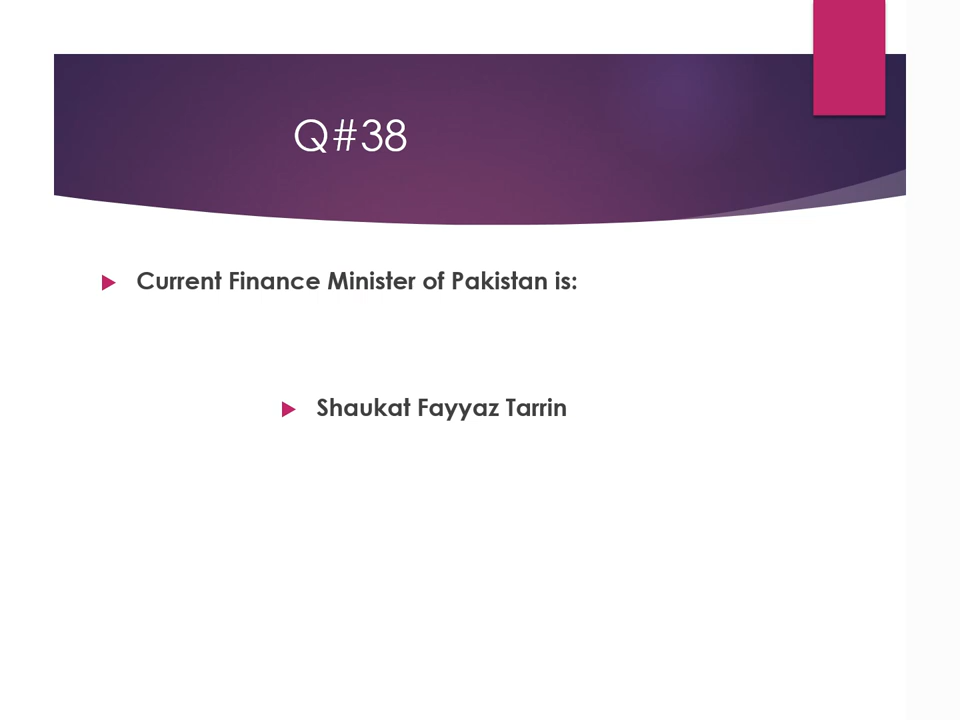 Q#38
Current Finance Minister of Pakistan is:
Shaukat Fayyaz Tarrin